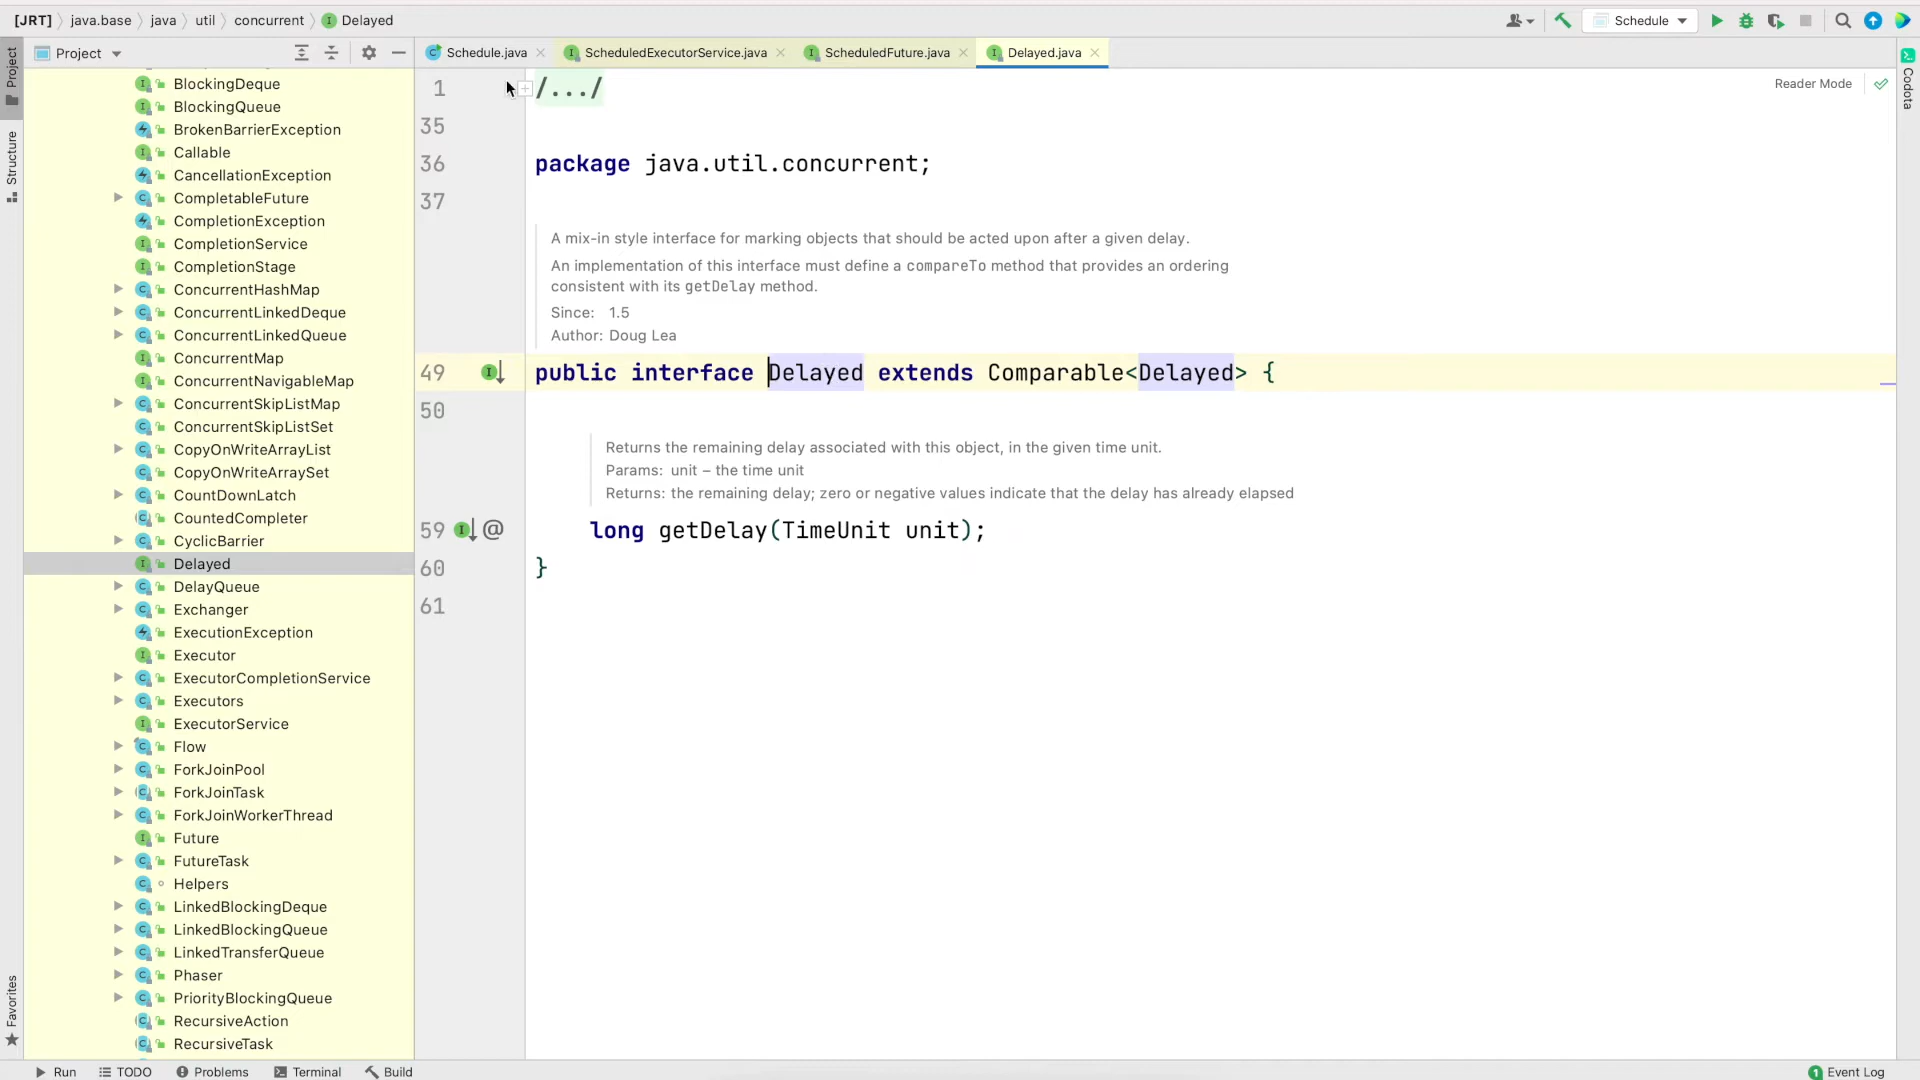 [JRT] java.base java util concurrent Delayed
Schedule
Project
Schedule.java ScheduledExecutorService.java ScheduledFuture.java Delayed.java
Project
Structure
Favorites
BlockingDeque
BlockingQueue
BrokenBarrierException
Callable
CancellationException
CompletableFuture
CompletionException
CompletionService
CompletionStage
ConcurrentHashMap
ConcurrentLinkedDeque
ConcurrentLinkedQueue
ConcurrentMap
ConcurrentNavigableMap
ConcurrentSkipListMap
ConcurrentSkipListSet
CopyOnWriteArrayList
CopyOnWriteArraySet
CountDownLatch
CountedCompleter
CyclicBarrier
Delayed
DelayQueue
Exchanger
ExecutionException
Executor
ExecutorCompletionService
Executors
ExecutorService
Flow
ForkJoinPool
ForkJoinTask
ForkJoinWorkerThread
Future
FutureTask
Helpers
LinkedBlockingDeque
LinkedBlockingQueue
LinkedTransferQueue
Phaser
PriorityBlockingQueue
RecursiveAction
RecursiveTask
1 /.../
Reader Mode
Codota
35
36 package java.util.concurrent;
37
A mix-in style interface for marking objects that should be acted upon after a given delay.
An implementation of this interface must define a compareTo method that provides an ordering
consistent with its getDelay method.
Since: 1.5
Author: Doug Lea
49 public interface Delayed extends Comparable<Delayed> {
50
Returns the remaining delay associated with this object, in the given time unit.
Params: unit – the time unit
Returns: the remaining delay; zero or negative values indicate that the delay has already elapsed
59 @ long getDelay(TimeUnit unit);
60 }
61
Run TODO Problems Terminal Build 1 Event Log